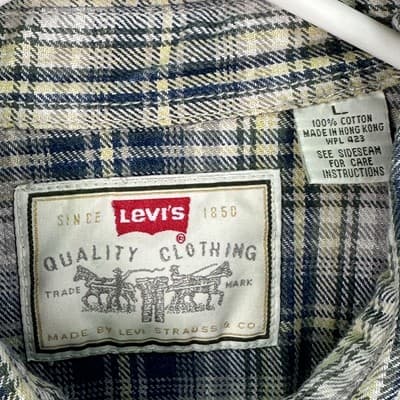 L
100% COTTON
MADE IN HONG KONG
WPL 423
SEE SIDESEAM
FOR CARE
INSTRUCTIONS
SINCE LEVI'S 1850
®
QUALITY CLOTHING
TRADE MARK
MADE BY LEVI STRAUSS & CO